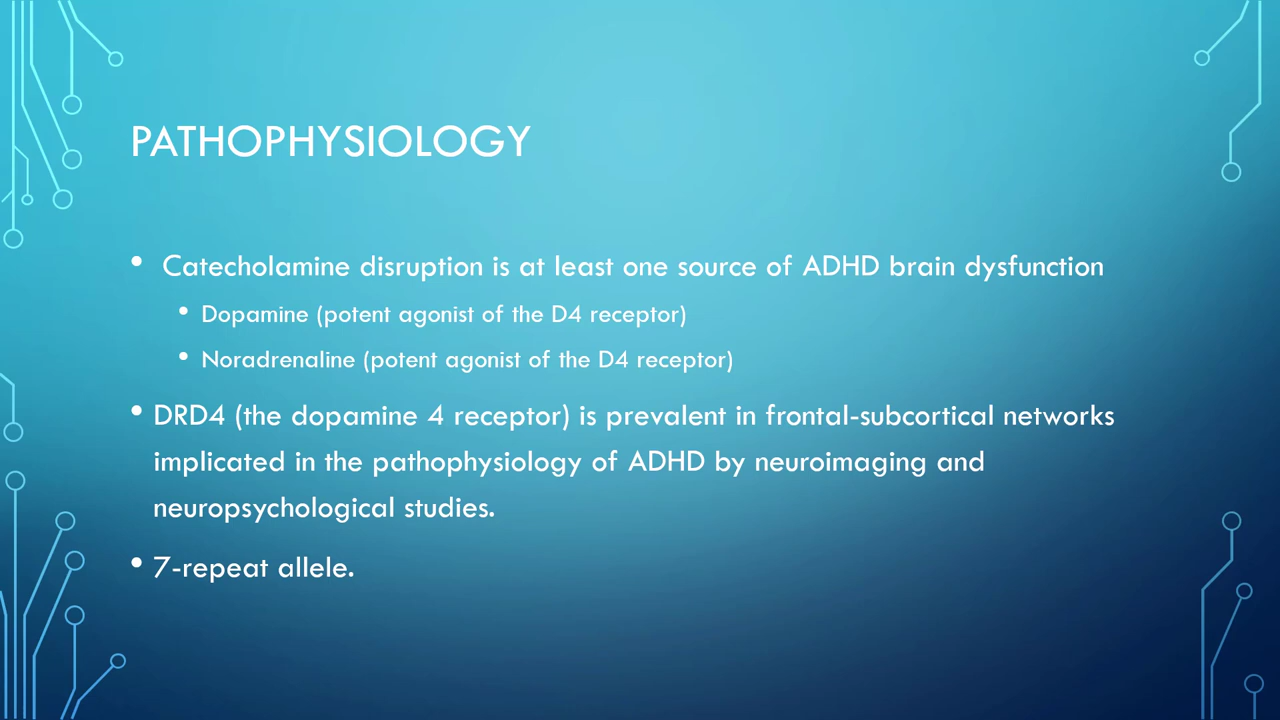 PATHOPHYSIOLOGY
• Catecholamine disruption is at least one source of ADHD brain dysfunction
• Dopamine (potent agonist of the D4 receptor)
• Noradrenaline (potent agonist of the D4 receptor)
• DRD4 (the dopamine 4 receptor) is prevalent in frontal-subcortical networks
implicated in the pathophysiology of ADHD by neuroimaging and
neuropsychological studies.
• 7-repeat allele.